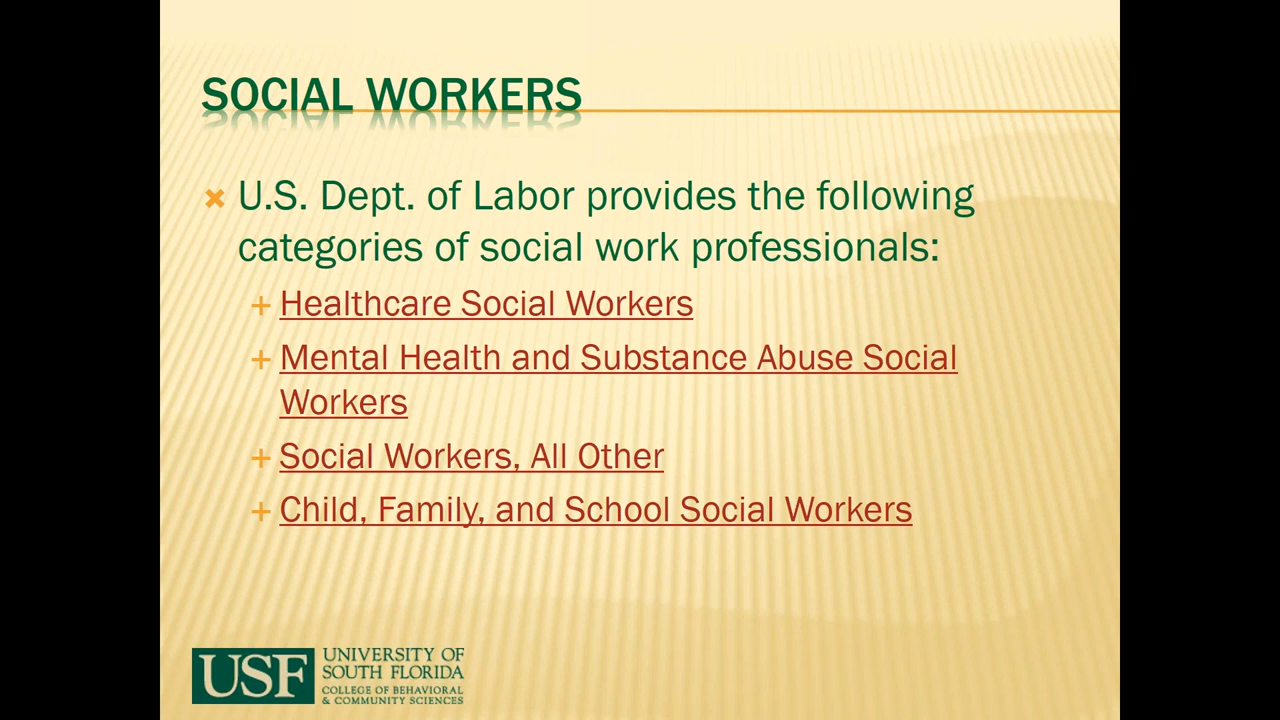 SOCIAL WORKERS
U.S. Dept. of Labor provides the following
categories of social work professionals:
Healthcare Social Workers
Mental Health and Substance Abuse Social
Workers
Social Workers, All Other
Child, Family, and School Social Workers
USF
UNIVERSITY OF
SOUTH FLORIDA
COLLEGE OF BEHAVIORAL
& COMMUNITY SCIENCES